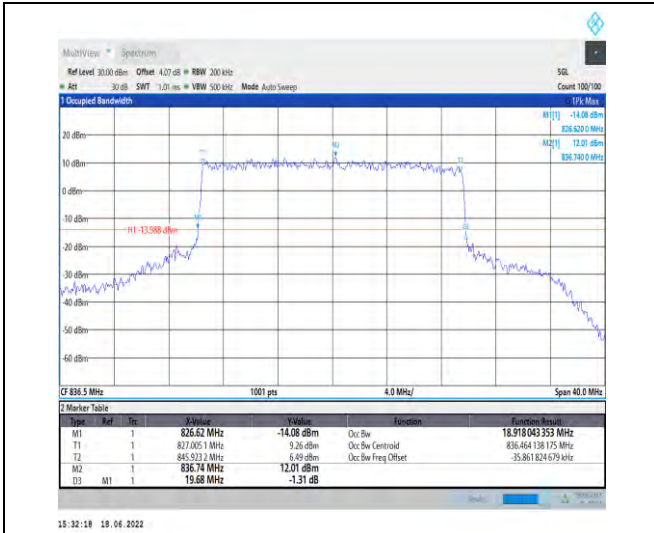 MultiView Spectrum
Ref Level 30.00 dBm Offset 4.07 dB RBW 200 kHz SGL
Att 30 dB SWT 1.01 ms VBW 500 kHz Mode Auto Sweep Count 100/100
1 Occupied Bandwidth 1Pk Max
M1[1] -14.08 dBm
826.620 0 MHz
20 dBm
M2[1] 12.01 dBm
836.740 0 MHz
M2
10 dBm
0 dBm
-10 dBm
H1 -13.988 dBm
-20 dBm
-30 dBm
-40 dBm
-50 dBm
-60 dBm
CF 836.5 MHz 1001 pts 4.0 MHz/ Span 40.0 MHz
2 Marker Table
Type Ref Trc X-Value Y-Value Function Function Result
M1 1 826.62 MHz -14.08 dBm Occ Bw 18.918 043 353 MHz
T1 1 827.005 1 MHz 9.26 dBm Occ Bw Centroid 836.464 138 175 MHz
T2 1 845.923 2 MHz 6.49 dBm Occ Bw Freq Offset -35.861 824 679 kHz
M2 1 836.74 MHz 12.01 dBm
D3 M1 1 19.68 MHz -1.31 dB
15:32:18 18.06.2022